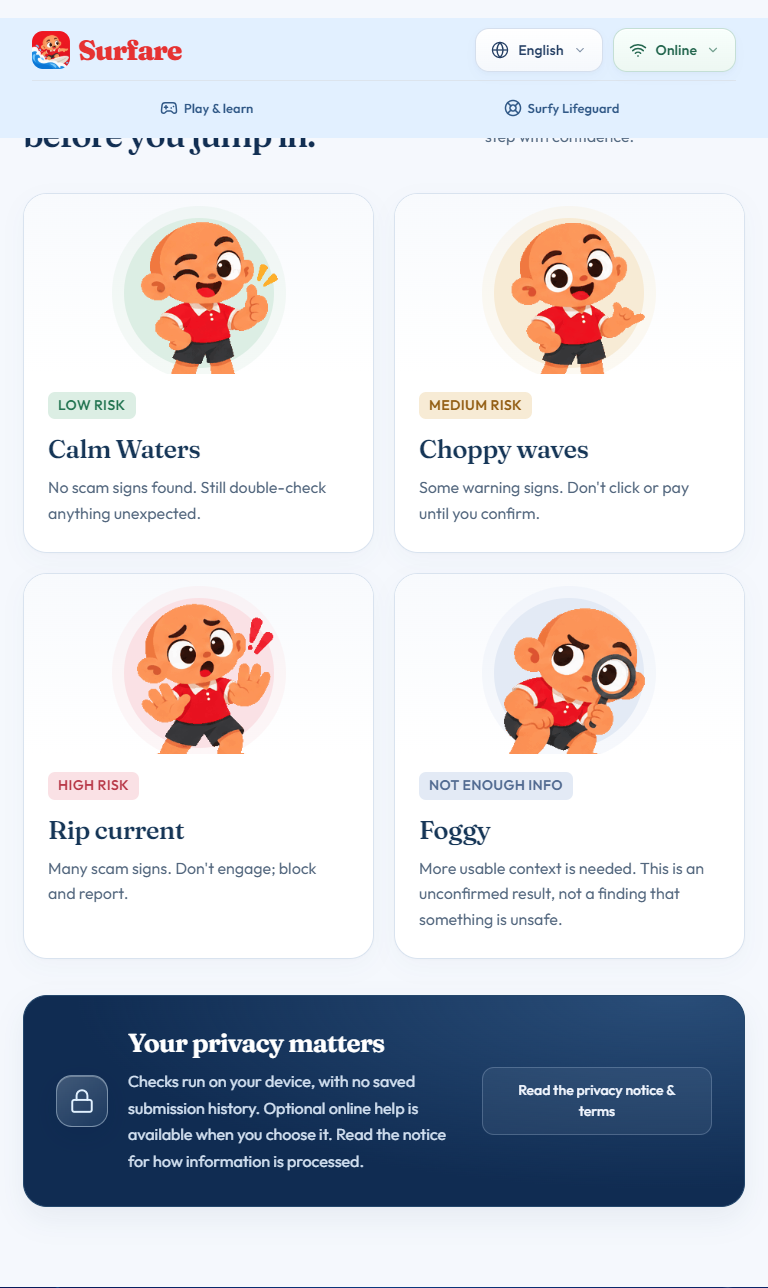 Surfare
English
Online
Play & learn
Surfy Lifeguard
before you jump in.
step with confidence.
LOW RISK
Calm Waters
No scam signs found. Still double-check
anything unexpected.
MEDIUM RISK
Choppy waves
Some warning signs. Don't click or pay
until you confirm.
HIGH RISK
Rip current
Many scam signs. Don't engage; block
and report.
NOT ENOUGH INFO
Foggy
More usable context is needed. This is an
unconfirmed result, not a finding that
something is unsafe.
Your privacy matters
Checks run on your device, with no saved
submission history. Optional online help is
available when you choose it. Read the notice
for how information is processed.
Read the privacy notice &
terms